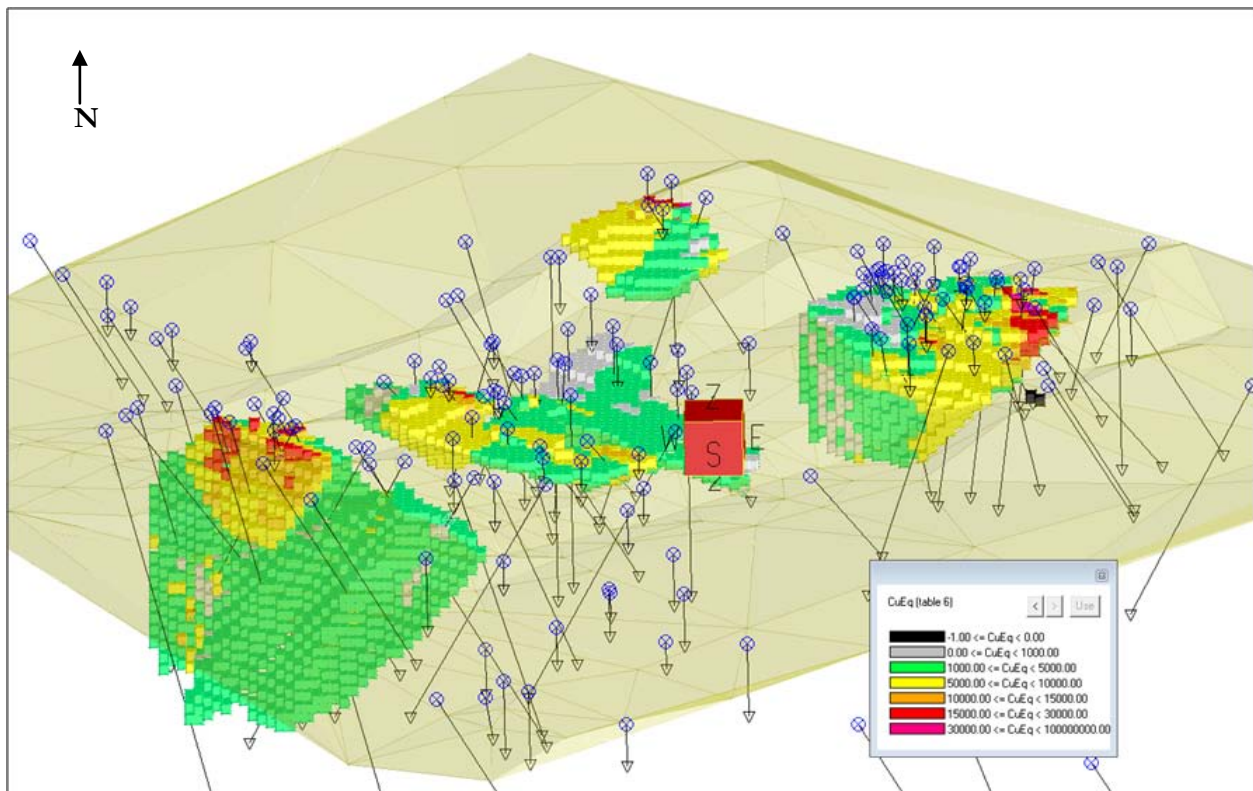 N
Z
W
E
S
Z
CuEq (table 6)
< > Use
-1.00 <= CuEq < 0.00
0.00 <= CuEq < 1000.00
1000.00 <= CuEq < 5000.00
5000.00 <= CuEq < 10000.00
10000.00 <= CuEq < 15000.00
15000.00 <= CuEq < 30000.00
30000.00 <= CuEq < 100000000.00